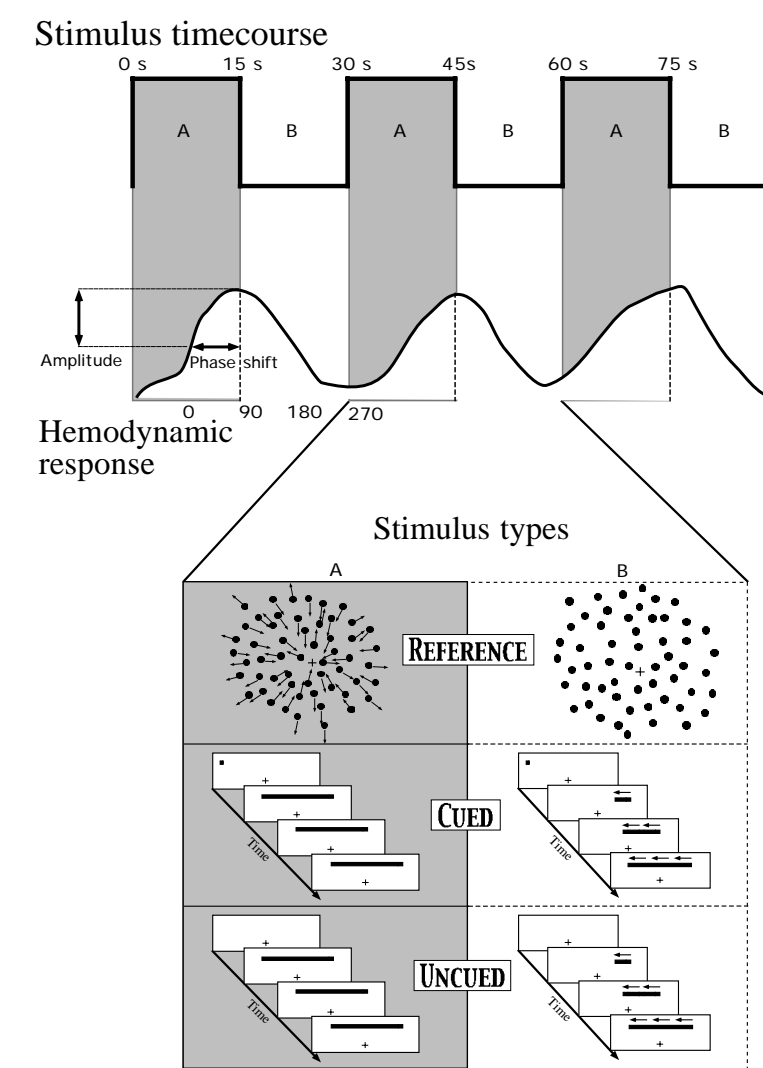 Stimulus timecourse
0 s 15 s 30 s 45s 60 s 75 s
A B A B A B
Amplitude
Phase shift
0 90 180 270
Hemodynamic
response
Stimulus types
A B
REFERENCE
CUED
Time Time
UNCUED
Time Time